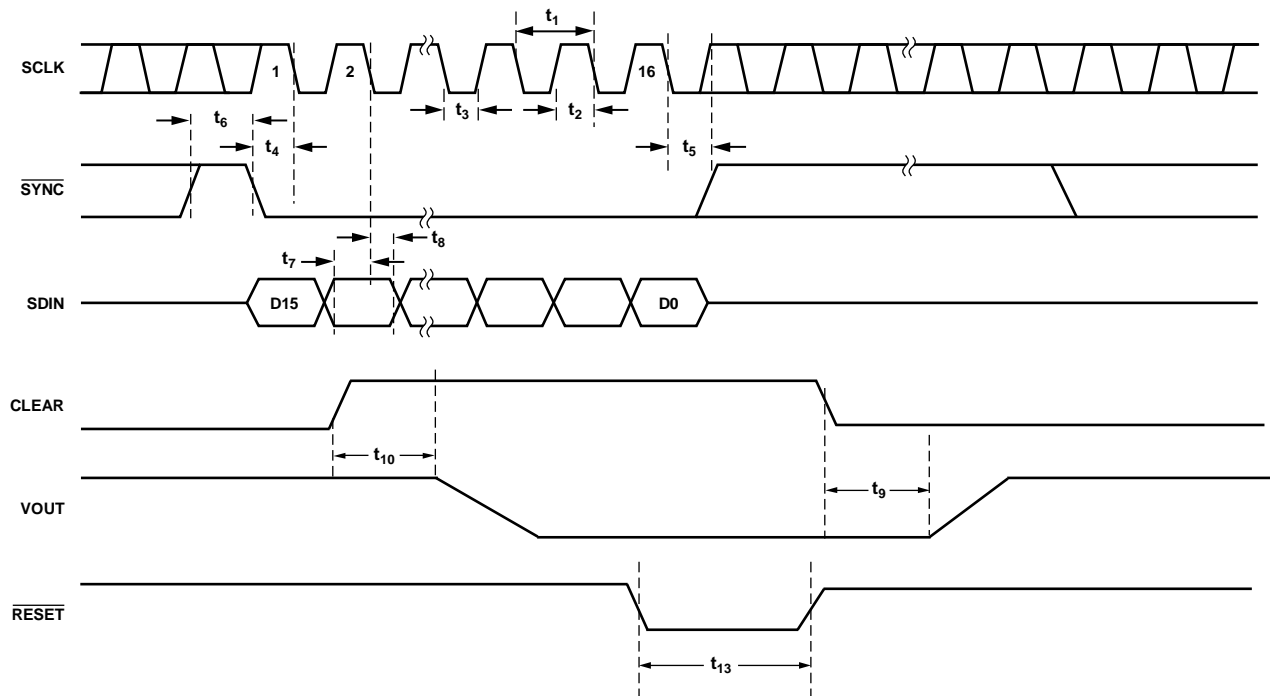 t1
SCLK 1 2 16
t6 t3 t2
t4 t5
SYNC
t8
t7
SDIN D15 D0
CLEAR
t10
t9
VOUT
RESET
t13